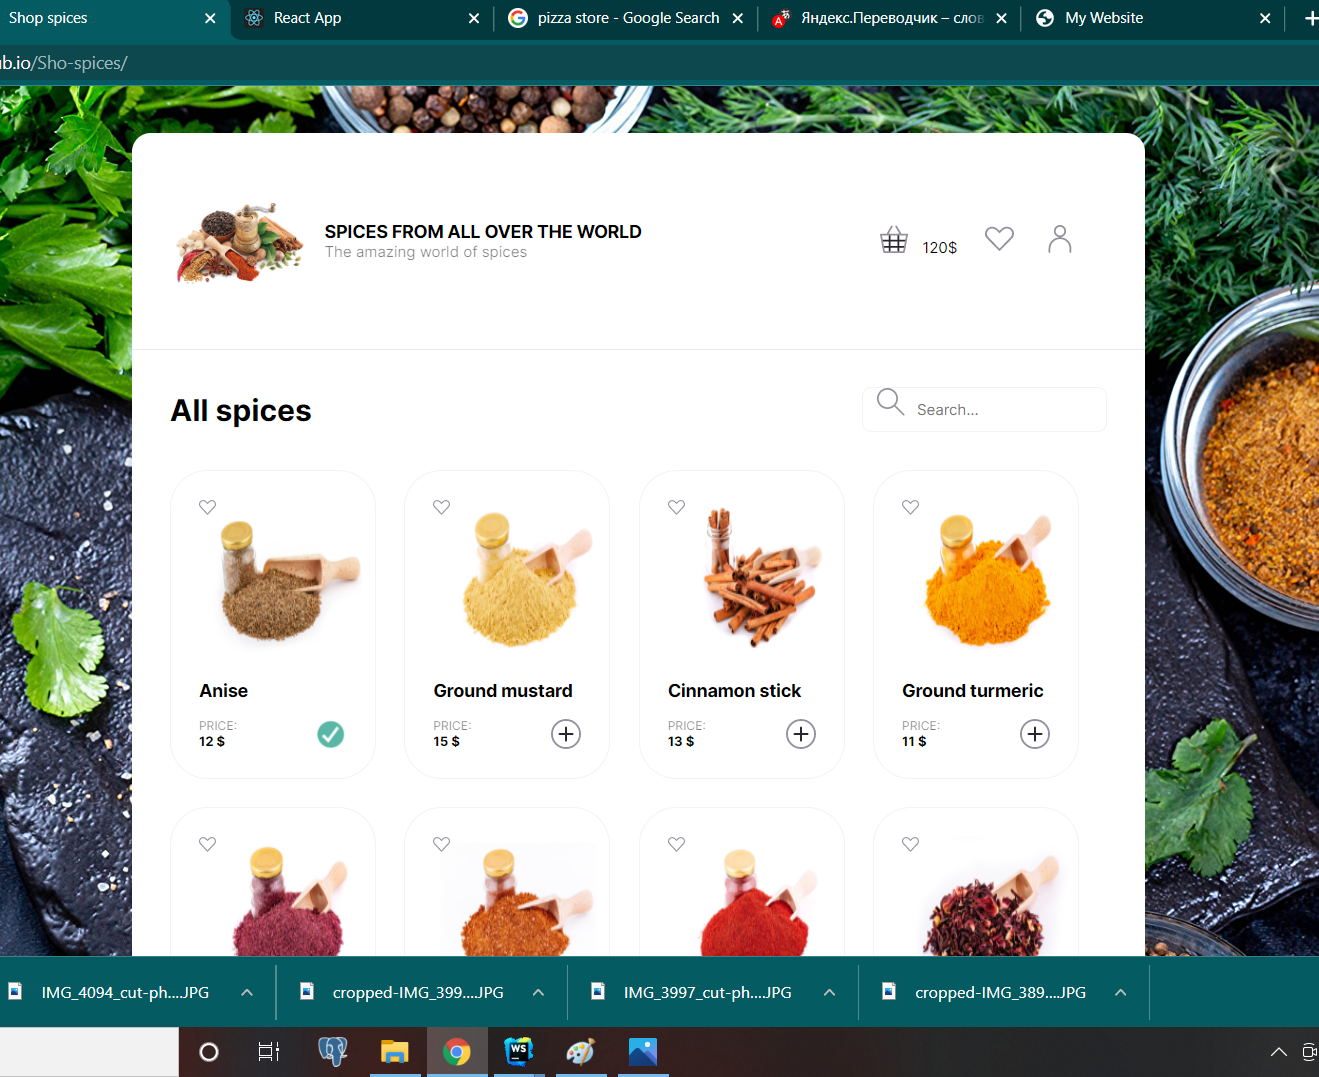 Shop spices
React App
pizza store - Google Search
Яндекс.Переводчик – слов
My Website
ub.io/Sho-spices/
SPICES FROM ALL OVER THE WORLD
The amazing world of spices
120$
All spices
Search...
Anise
PRICE:
12 $
Ground mustard
PRICE:
15 $
Cinnamon stick
PRICE:
13 $
Ground turmeric
PRICE:
11 $
IMG_4094_cut-ph....JPG
cropped-IMG_399....JPG
IMG_3997_cut-ph....JPG
cropped-IMG_389....JPG
WS